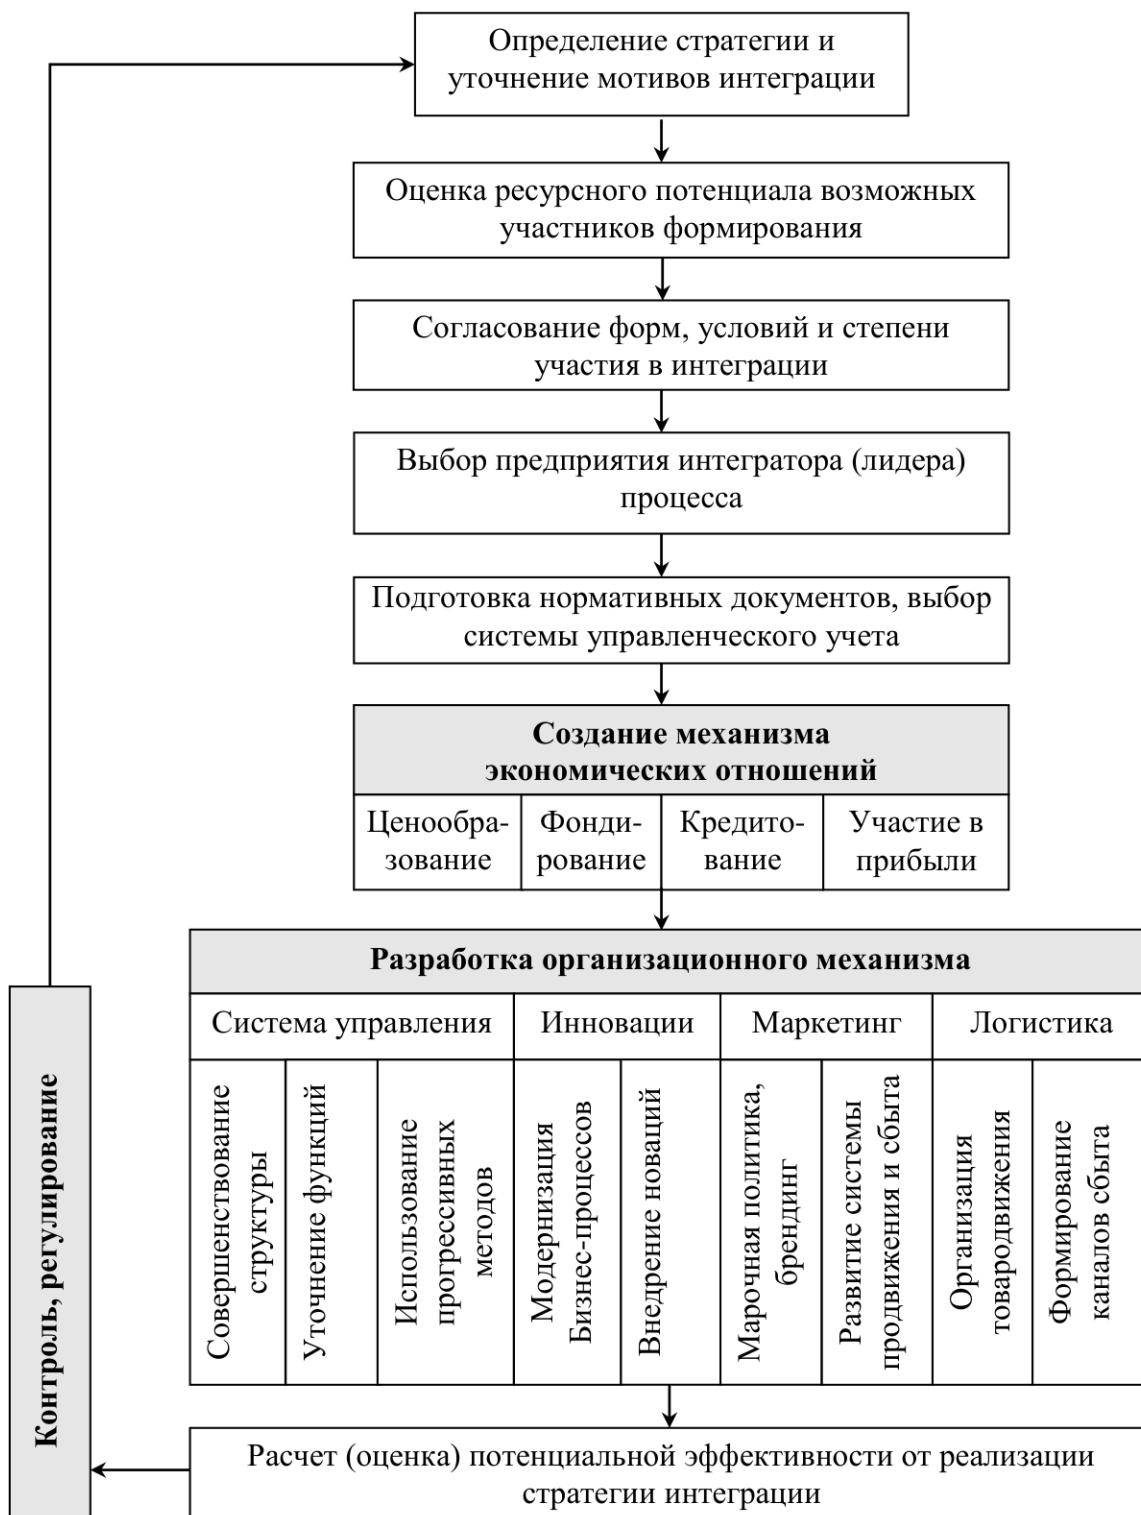 Определение стратегии и
уточнение мотивов интеграции
Оценка ресурсного потенциала возможных
участников формирования
Согласование форм, условий и степени
участия в интеграции
Выбор предприятия интегратора (лидера)
процесса
Подготовка нормативных документов, выбор
системы управленческого учета
Создание механизма
экономических отношений
Ценообра-
зование
Фонди-
рование
Кредито-
вание
Участие в
прибыли
Разработка организационного механизма
Система управления
Инновации
Маркетинг
Логистика
Совершенствование
структуры
Уточнение функций
Использование
прогрессивных
методов
Модернизация
Бизнес-процессов
Внедрение новаций
Марочная политика,
брендинг
Развитие системы
продвижения и сбыта
Организация
товародвижения
Формирование
каналов сбыта
Расчет (оценка) потенциальной эффективности от реализации
стратегии интеграции
Контроль, регулирование